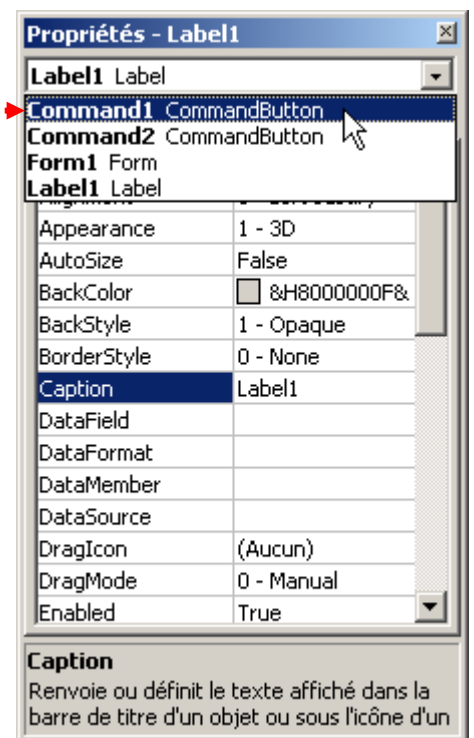 Propriétés - Label1
Label1 Label
Command1 CommandButton
Command2 CommandButton
Form1 Form
Label1 Label
Appearance 1 - 3D
AutoSize False
BackColor &H8000000F&
BackStyle 1 - Opaque
BorderStyle 0 - None
Caption Label1
DataField
DataFormat
DataMember
DataSource
DragIcon (Aucun)
DragMode 0 - Manual
Enabled True
Caption
Renvoie ou définit le texte affiché dans la
barre de titre d'un objet ou sous l'icône d'un